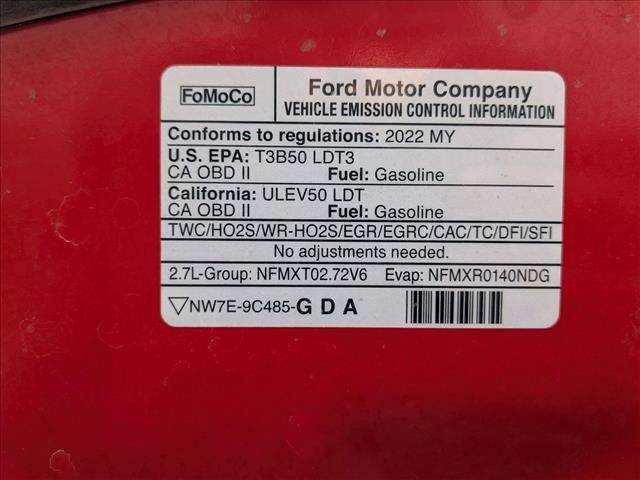 FoMoCo
Ford Motor Company
VEHICLE EMISSION CONTROL INFORMATION
Conforms to regulations: 2022 MY
U.S. EPA: T3B50 LDT3
CA OBD II Fuel: Gasoline
California: ULEV50 LDT
CA OBD II Fuel: Gasoline
TWC/HO2S/WR-HO2S/EGR/EGRC/CAC/TC/DFI/SFI
No adjustments needed.
2.7L-Group: NFMXT02.72V6 Evap: NFMXR0140NDG
NW7E-9C485-G D A